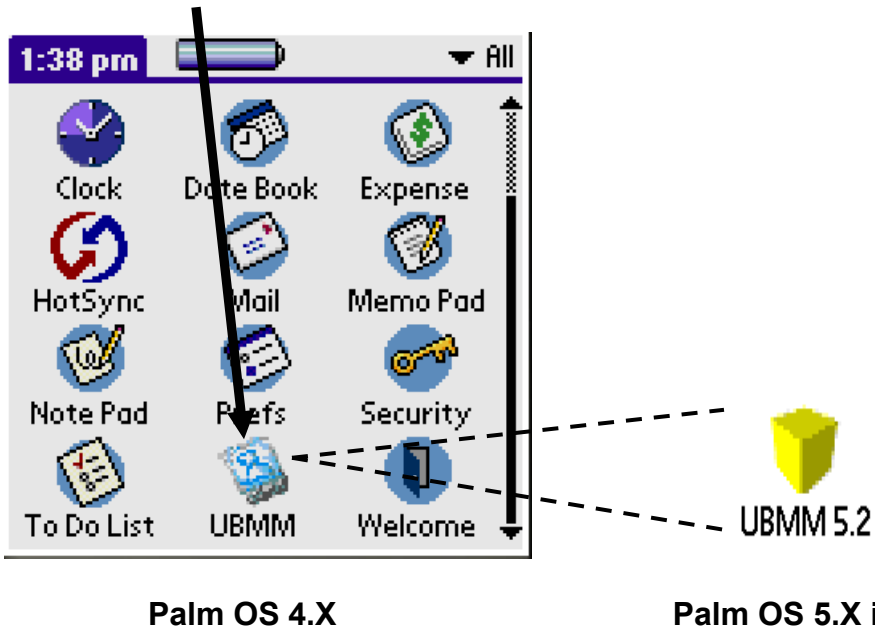 1:38 pm All
Clock Date Book Expense
HotSync Mail Memo Pad
Note Pad Prefs Security
To Do List UBMM Welcome
UBMM 5.2
Palm OS 4.X Palm OS 5.X i